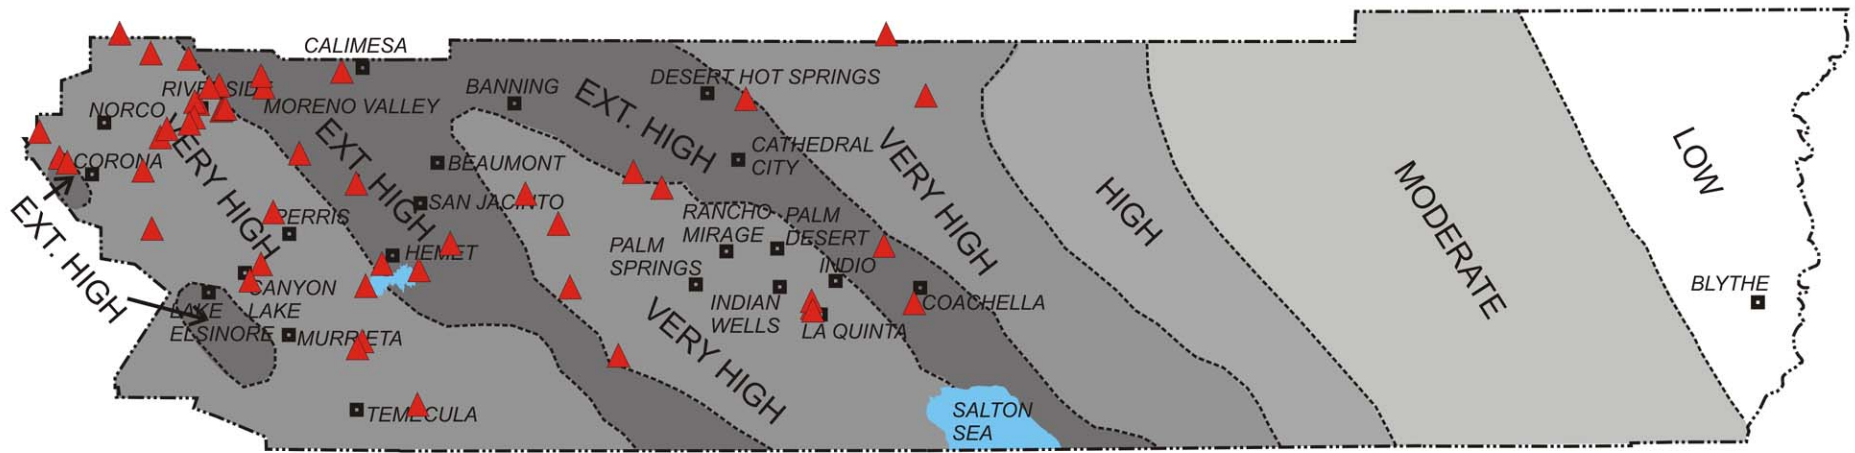 CALIMESA
RIVERSIDE
NORCO
MORENO VALLEY
BANNING
DESERT HOT SPRINGS
EXT. HIGH
CORONA
VERY HIGH
EXT. HIGH
BEAUMONT
CATHEDRAL
CITY
VERY HIGH
HIGH
MODERATE
LOW
SAN JACINTO
EXT. HIGH
PERRIS
HEMET
RANCHO
MIRAGE
PALM
DESERT
PALM
SPRINGS
INDIO
CANYON
LAKE
LAKE
ELSINORE
MURRIETA
INDIAN
WELLS
LA QUINTA
COACHELLA
BLYTHE
VERY HIGH
TEMECULA
SALTON
SEA